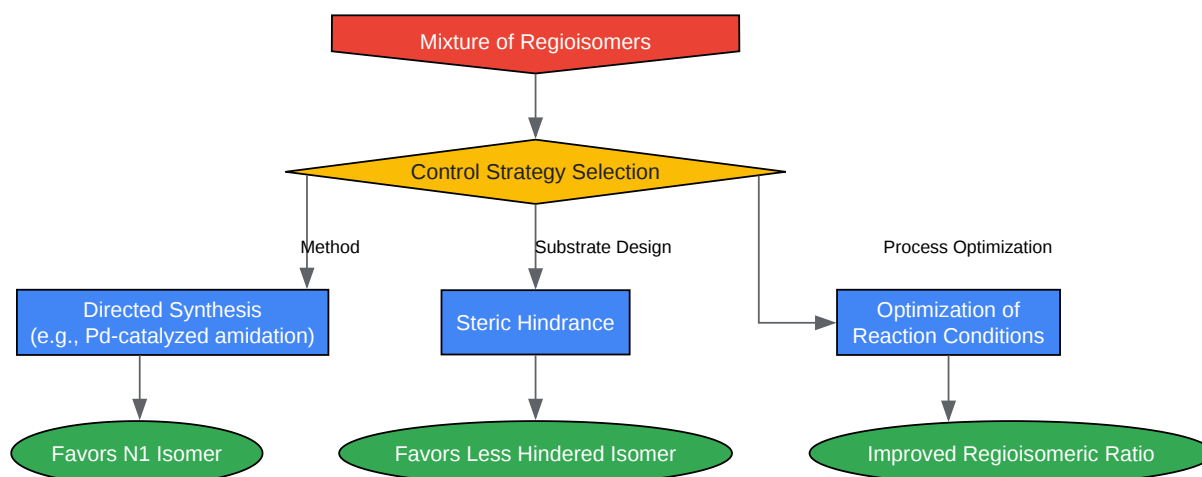 Mixture of Regioisomers
Control Strategy Selection
Method
Substrate Design
Process Optimization
Directed Synthesis
(e.g., Pd-catalyzed amidation)
Steric Hindrance
Optimization of
Reaction Conditions
Favors N1 Isomer
Favors Less Hindered Isomer
Improved Regioisomeric Ratio